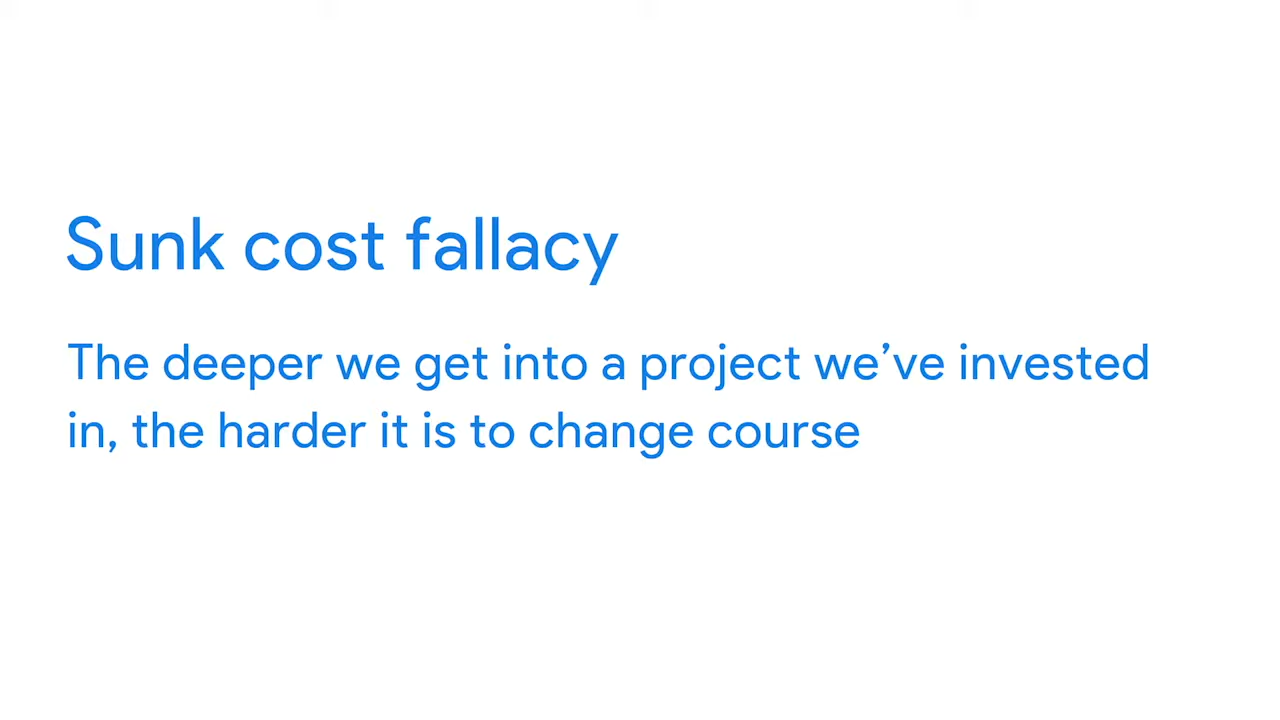 Sunk cost fallacy
The deeper we get into a project we’ve invested
in, the harder it is to change course